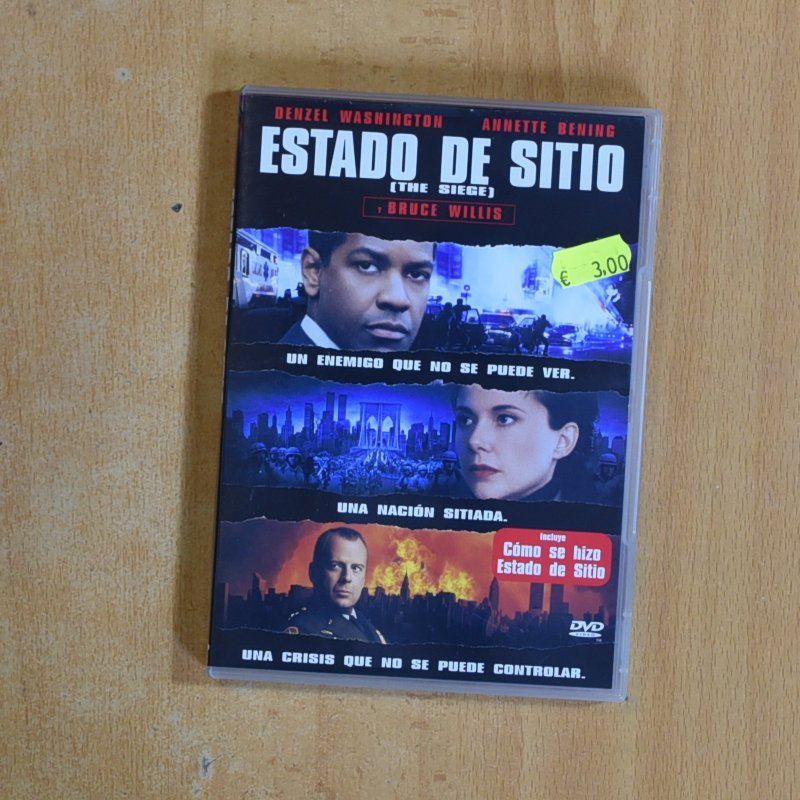 DENZEL WASHINGTON ANNETTE BENING
ESTADO DE SITIO
(THE SIEGE)
Y BRUCE WILLIS
€ 3,00
UN ENEMIGO QUE NO SE PUEDE VER.
UNA NACIÓN SITIADA.
Incluye
Cómo se hizo
Estado de Sitio
DVD
VIDEO
UNA CRISIS QUE NO SE PUEDE CONTROLAR.